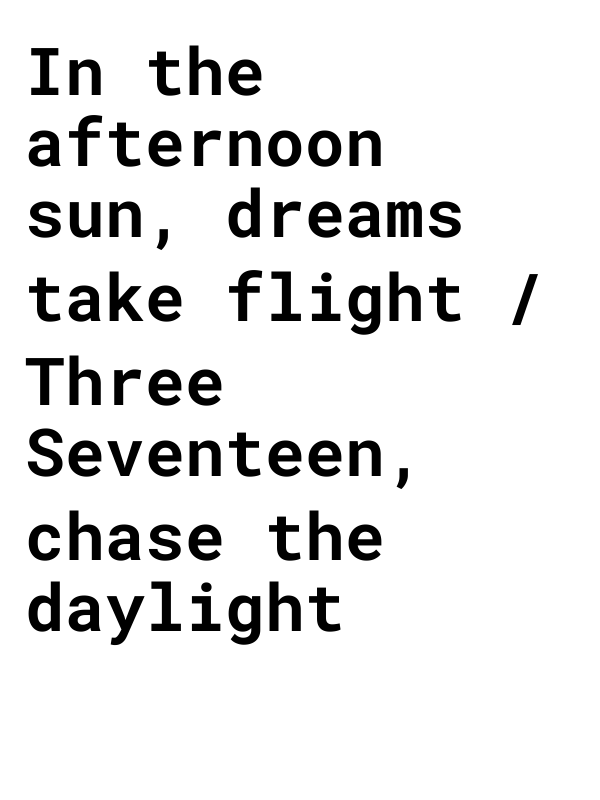 In the
afternoon
sun, dreams
take flight /
Three
Seventeen,
chase the
daylight